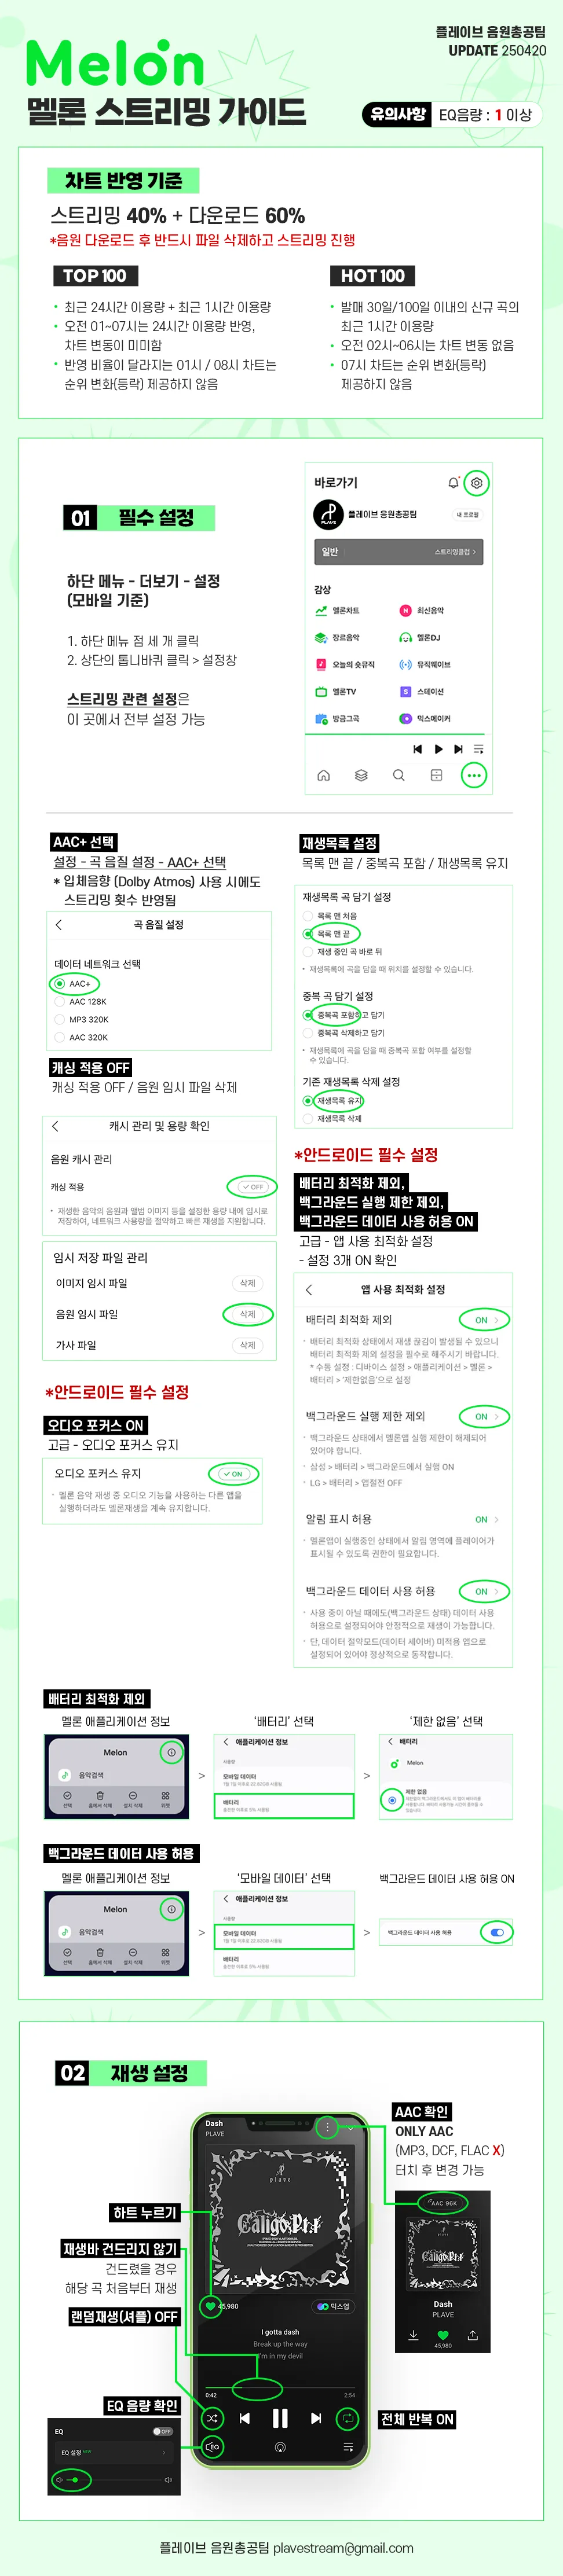 플레이브 음원총공팀
UPDATE 250420
Melon
멜론 스트리밍 가이드
유의사항 EQ음량 : 1 이상
차트 반영 기준
스트리밍 40% + 다운로드 60%
*음원 다운로드 후 반드시 파일 삭제하고 스트리밍 진행
TOP 100
• 최근 24시간 이용량 + 최근 1시간 이용량
• 오전 01~07시는 24시간 이용량 반영,
차트 변동이 미미함
• 반영 비율이 달라지는 01시 / 08시 차트는
순위 변화(등락) 제공하지 않음
HOT 100
• 발매 30일/100일 이내의 신규 곡의
최근 1시간 이용량
• 오전 02시~06시는 차트 변동 없음
• 07시 차트는 순위 변화(등락)
제공하지 않음
01 필수 설정
하단 메뉴 - 더보기 - 설정
(모바일 기준)
1. 하단 메뉴 점 세 개 클릭
2. 상단의 톱니바퀴 클릭 > 설정창
스트리밍 관련 설정은
이 곳에서 전부 설정 가능
바로가기
PLAVE
플레이브 음원총공팀
내 프로필
일반
스트리밍클럽 >
감상
멜론차트
최신음악
장르음악
멜론DJ
오늘의 숏뮤직
뮤직웨이브
멜론TV
스테이션
방금그곡
믹스메이커
AAC+ 선택
설정 - 곡 음질 설정 - AAC+ 선택
* 입체음향 (Dolby Atmos) 사용 시에도
스트리밍 횟수 반영됨
곡 음질 설정
데이터 네트워크 선택
AAC+
AAC 128K
MP3 320K
AAC 320K
캐싱 적용 OFF
캐싱 적용 OFF / 음원 임시 파일 삭제
캐시 관리 및 용량 확인
음원 캐시 관리
캐싱 적용
OFF
• 재생한 음악의 음원과 앨범 이미지 등을 설정한 용량 내에 임시로
저장하여, 네트워크 사용량을 절약하고 빠른 재생을 지원합니다.
임시 저장 파일 관리
이미지 임시 파일
삭제
음원 임시 파일
삭제
가사 파일
삭제
*안드로이드 필수 설정
오디오 포커스 ON
고급 - 오디오 포커스 유지
오디오 포커스 유지
ON
• 멜론 음악 재생 중 오디오 기능을 사용하는 다른 앱을
실행하더라도 멜론재생을 계속 유지합니다.
재생목록 설정
목록 맨 끝 / 중복곡 포함 / 재생목록 유지
재생목록 곡 담기 설정
목록 맨 처음
목록 맨 끝
재생 중인 곡 바로 뒤
• 재생목록에 곡을 담을 때 위치를 설정할 수 있습니다.
중복 곡 담기 설정
중복곡 포함하고 담기
중복곡 삭제하고 담기
• 재생목록에 곡을 담을 때 중복곡 포함 여부를 설정할
수 있습니다.
기존 재생목록 삭제 설정
재생목록 유지
재생목록 삭제
*안드로이드 필수 설정
배터리 최적화 제외,
백그라운드 실행 제한 제외,
백그라운드 데이터 사용 허용 ON
고급 - 앱 사용 최적화 설정
- 설정 3개 ON 확인
앱 사용 최적화 설정
배터리 최적화 제외
ON >
• 배터리 최적화 상태에서 재생 끊김이 발생될 수 있으니
배터리 최적화 제외 설정을 필수로 해주시기 바랍니다.
* 수동 설정 : 디바이스 설정 > 애플리케이션 > 멜론 >
배터리 > '제한없음'으로 설정
백그라운드 실행 제한 제외
ON >
• 백그라운드 상태에서 멜론앱 실행 제한이 해제되어
있어야 합니다.
• 삼성 > 배터리 > 백그라운드에서 실행 ON
• LG > 배터리 > 앱절전 OFF
알림 표시 허용
ON >
• 멜론앱이 실행중인 상태에서 알림 영역에 플레이어가
표시될 수 있도록 권한이 필요합니다.
백그라운드 데이터 사용 허용
ON >
• 사용 중이 아닐 때에도(백그라운드 상태) 데이터 사용
허용으로 설정되어야 안정적으로 재생이 가능합니다.
• 단, 데이터 절약모드(데이터 세이버) 미적용 앱으로
설정되어 있어야 정상적으로 동작합니다.
배터리 최적화 제외
멜론 애플리케이션 정보
Melon
음악검색
선택
홈에서 삭제
설치 삭제
위젯
>
'배터리' 선택
애플리케이션 정보
사용량
모바일 데이터
배터리
>
'제한 없음' 선택
배터리
Melon
제한 없음
백그라운드 데이터 사용 허용
멜론 애플리케이션 정보
Melon
음악검색
선택
홈에서 삭제
설치 삭제
위젯
>
'모바일 데이터' 선택
애플리케이션 정보
사용량
모바일 데이터
배터리
>
백그라운드 데이터 사용 허용 ON
백그라운드 데이터 사용 허용
02 재생 설정
Dash
PLAVE
plave
Caligo Pt.1
45,980
믹스업
I gotta dash
Break up the way
I'm in my devil
0:42
2:54
EQ
하트 누르기
재생바 건드리지 않기
건드렸을 경우
해당 곡 처음부터 재생
랜덤재생(셔플) OFF
EQ 음량 확인
EQ
OFF
EQ 설정 NEW
>
AAC 확인
ONLY AAC
(MP3, DCF, FLAC X)
터치 후 변경 가능
AAC 96K
Caligo Pt.1
Dash
PLAVE
45,980
전체 반복 ON
플레이브 음원총공팀 plavestream@gmail.com